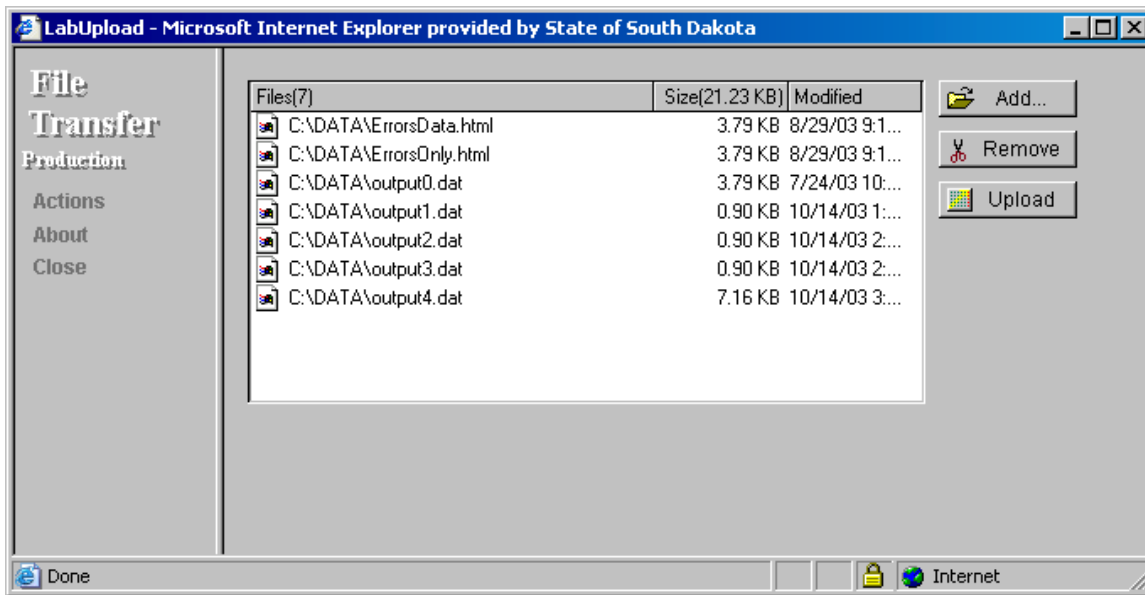 LabUpload - Microsoft Internet Explorer provided by State of South Dakota
File
Transfer
Production
Actions
About
Close
Files(7) Size(21.23 KB) Modified
C:\DATA\ErrorsData.html 3.79 KB 8/29/03 9:1...
C:\DATA\ErrorsOnly.html 3.79 KB 8/29/03 9:1...
C:\DATA\output0.dat 3.79 KB 7/24/03 10:...
C:\DATA\output1.dat 0.90 KB 10/14/03 1:...
C:\DATA\output2.dat 0.90 KB 10/14/03 2:...
C:\DATA\output3.dat 0.90 KB 10/14/03 2:...
C:\DATA\output4.dat 7.16 KB 10/14/03 3:...
Add...
Remove
Upload
Done Internet